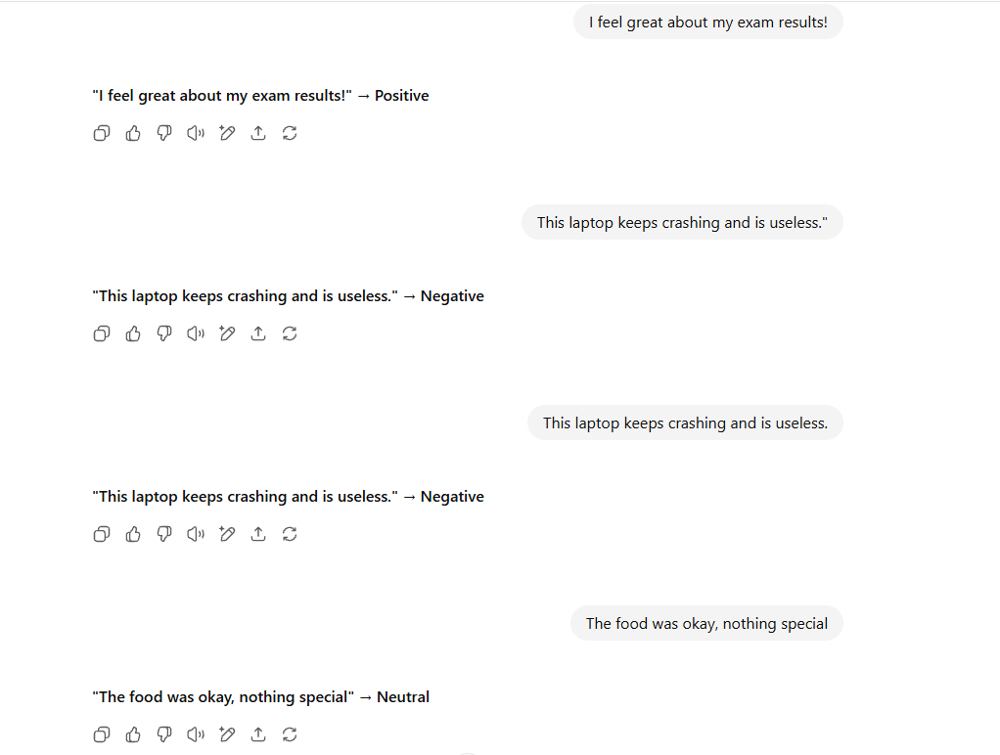 I feel great about my exam results!
"I feel great about my exam results!" → Positive
This laptop keeps crashing and is useless."
"This laptop keeps crashing and is useless." → Negative
This laptop keeps crashing and is useless.
"This laptop keeps crashing and is useless." → Negative
The food was okay, nothing special
"The food was okay, nothing special" → Neutral